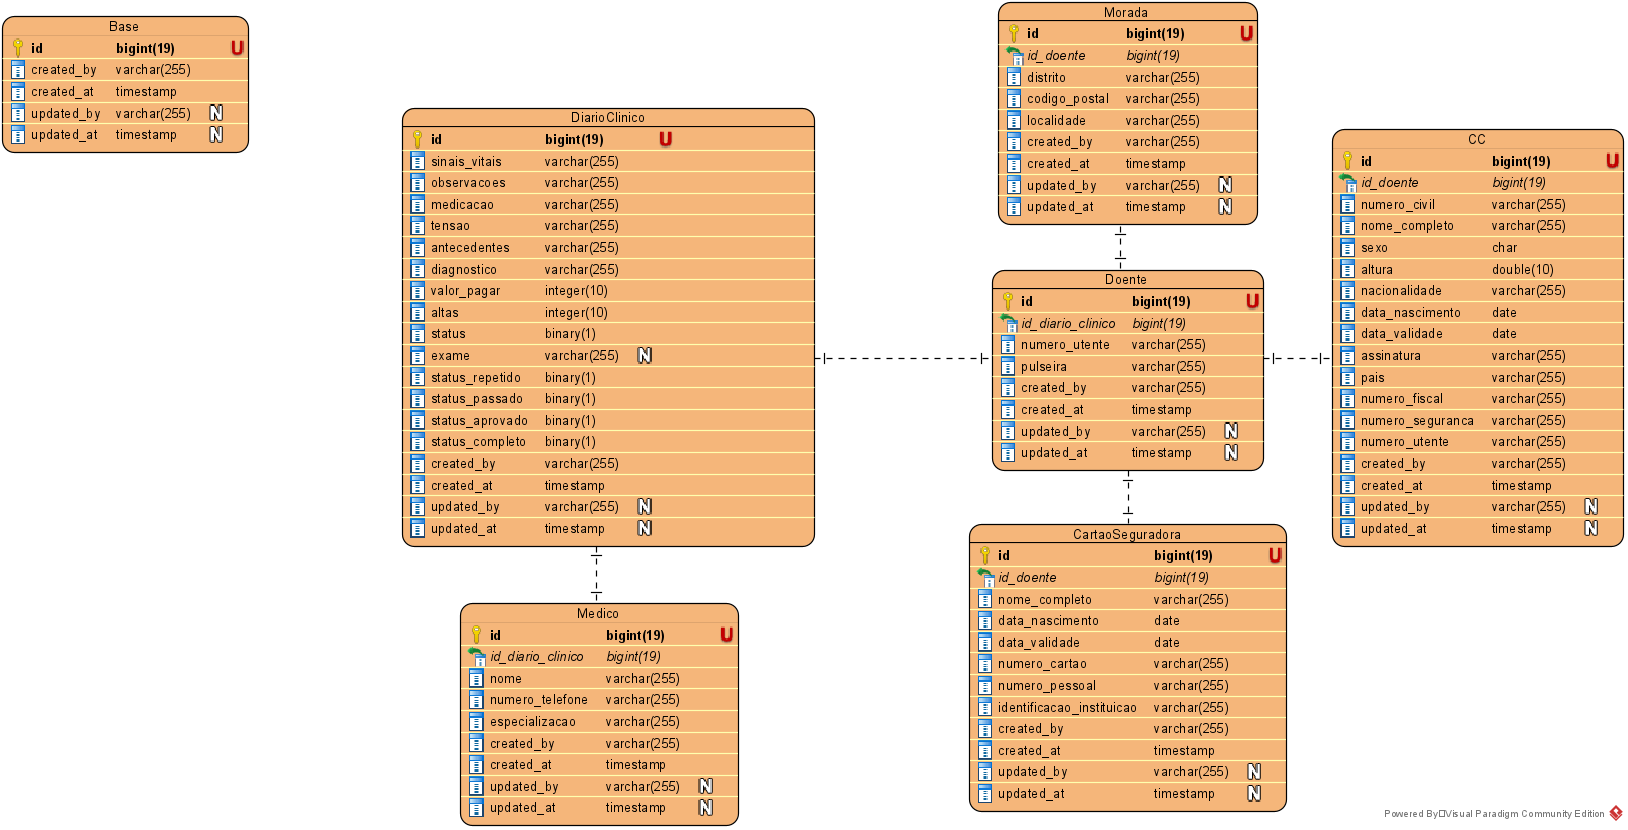 Base
id bigint(19) U
created_by varchar(255)
created_at timestamp
updated_by varchar(255) N
updated_at timestamp N
DiarioClinico
id bigint(19) U
sinais_vitais varchar(255)
observacoes varchar(255)
medicacao varchar(255)
tensao varchar(255)
antecedentes varchar(255)
diagnostico varchar(255)
valor_pagar integer(10)
altas integer(10)
status binary(1)
exame varchar(255) N
status_repetido binary(1)
status_passado binary(1)
status_aprovado binary(1)
status_completo binary(1)
created_by varchar(255)
created_at timestamp
updated_by varchar(255) N
updated_at timestamp N
Medico
id bigint(19) U
id_diario_clinico bigint(19)
nome varchar(255)
numero_telefone varchar(255)
especializacao varchar(255)
created_by varchar(255)
created_at timestamp
updated_by varchar(255) N
updated_at timestamp N
Morada
id bigint(19) U
id_doente bigint(19)
distrito varchar(255)
codigo_postal varchar(255)
localidade varchar(255)
created_by varchar(255)
created_at timestamp
updated_by varchar(255) N
updated_at timestamp N
Doente
id bigint(19) U
id_diario_clinico bigint(19)
numero_utente varchar(255)
pulseira varchar(255)
created_by varchar(255)
created_at timestamp
updated_by varchar(255) N
updated_at timestamp N
CartaoSeguradora
id bigint(19) U
id_doente bigint(19)
nome_completo varchar(255)
data_nascimento date
data_validade date
numero_cartao varchar(255)
numero_pessoal varchar(255)
identificacao_instituicao varchar(255)
created_by varchar(255)
created_at timestamp
updated_by varchar(255) N
updated_at timestamp N
CC
id bigint(19) U
id_doente bigint(19)
numero_civil varchar(255)
nome_completo varchar(255)
sexo char
altura double(10)
nacionalidade varchar(255)
data_nascimento date
data_validade date
assinatura varchar(255)
pais varchar(255)
numero_fiscal varchar(255)
numero_seguranca varchar(255)
numero_utente varchar(255)
created_by varchar(255)
created_at timestamp
updated_by varchar(255) N
updated_at timestamp N
Powered By□Visual Paradigm Community Edition